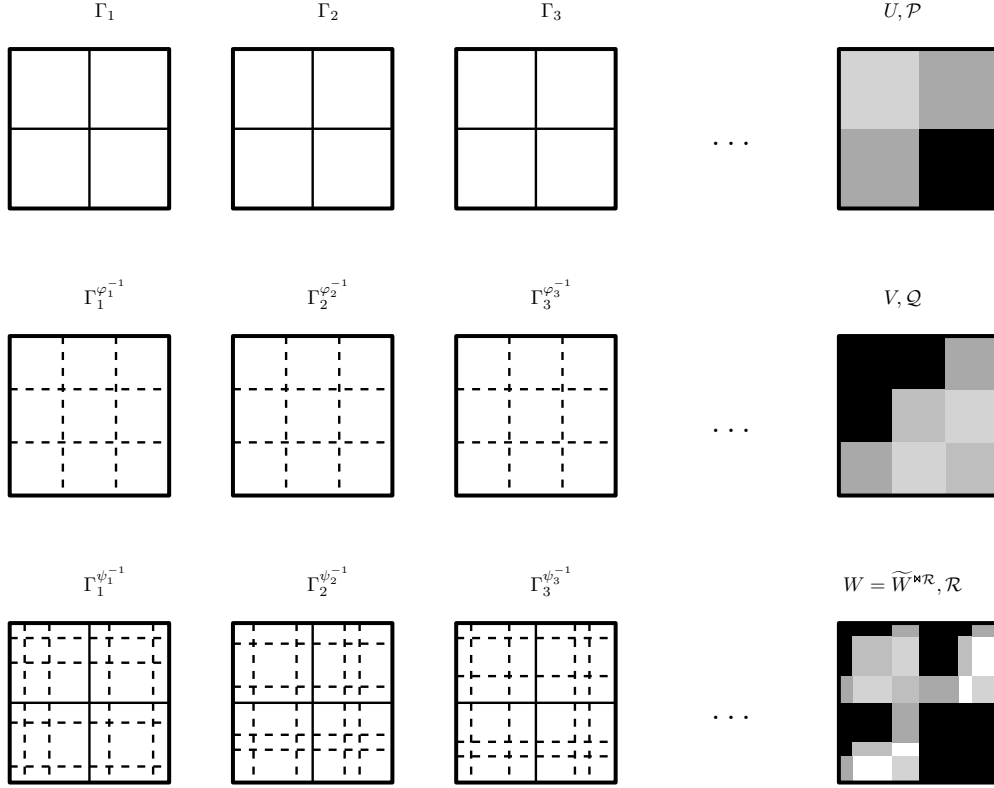 Γ₁ Γ₂ Γ₃ U, 𝒫
. . .
Γ₁^{φ₁^{-1}} Γ₂^{φ₂^{-1}} Γ₃^{φ₃^{-1}} V, 𝒬
. . .
Γ₁^{ψ₁^{-1}} Γ₂^{ψ₂^{-1}} Γ₃^{ψ₃^{-1}} W = \widetilde{W}^{⋈ℛ}, ℛ
. . .